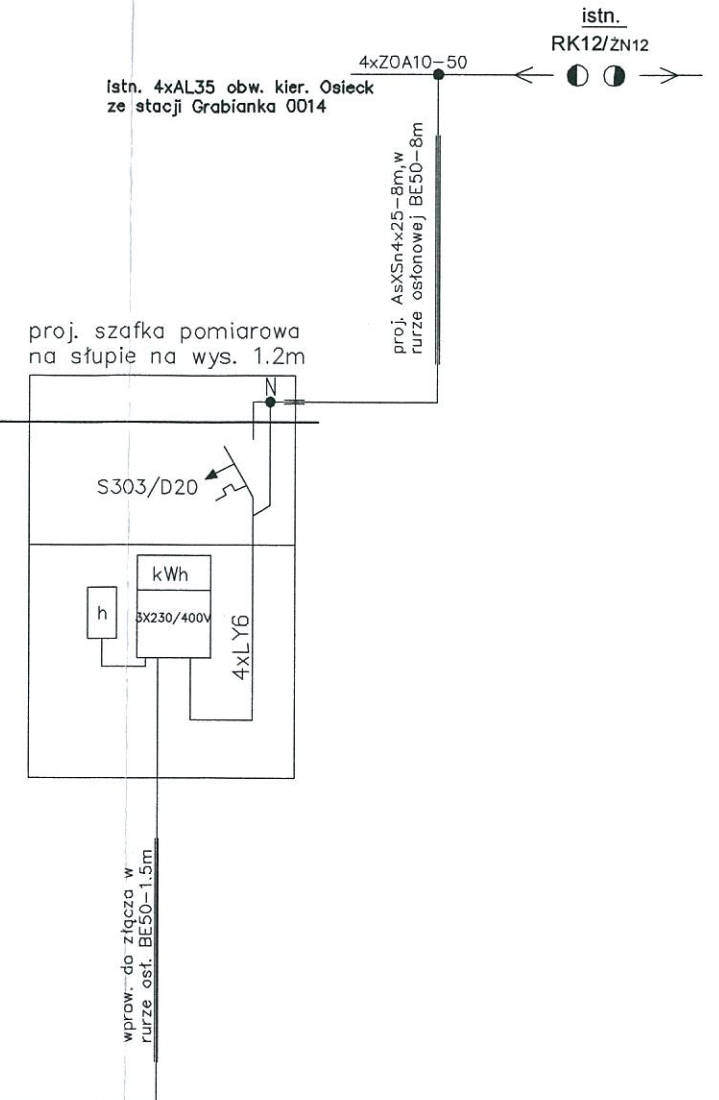 istn.
RK12/ŻN12
4xZOA10-50
istn. 4xAL35 obw. kier. Osieck
ze stacji Grabianka 0014
proj. AsXSn4x25-8m,w
rurze osłonowej BE50-8m
proj. szafka pomiarowa
na słupie na wys. 1.2m
N
S303/D20
kWh
h
3X230/400V
4xLY6
wprow. do złącza w
rurze osł. BE50-1.5m